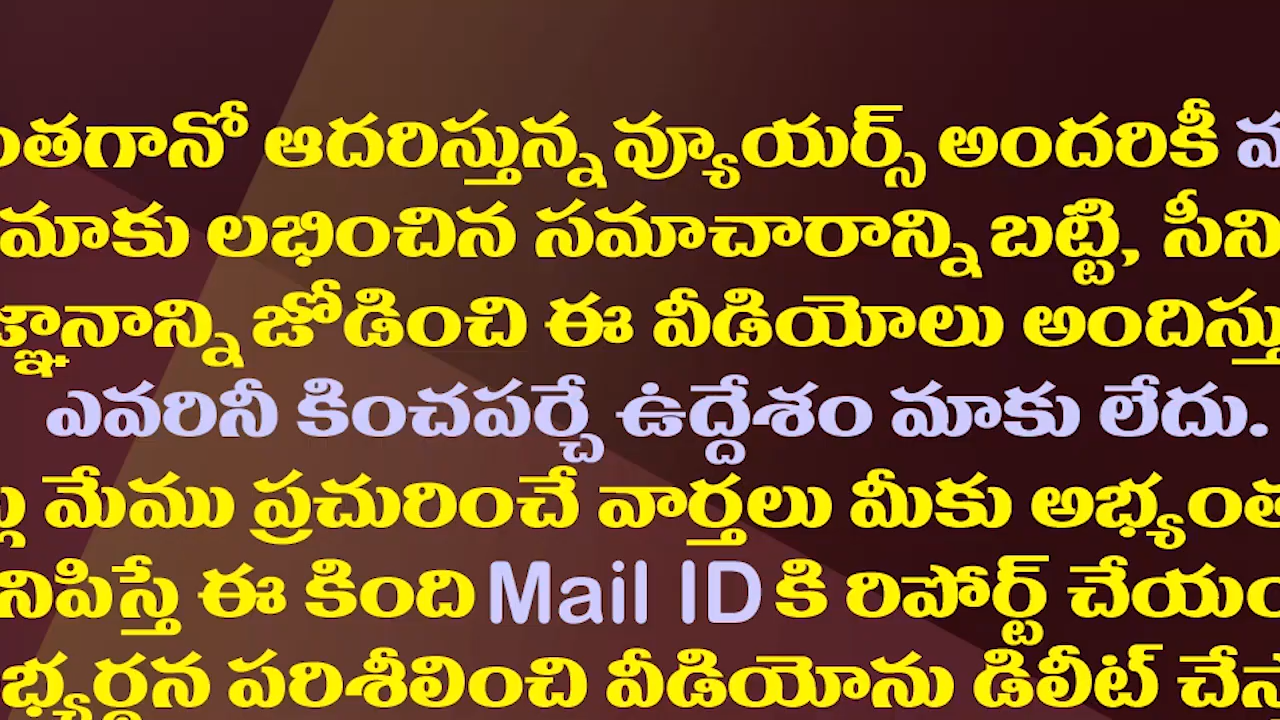 ంతగానో ఆదరిస్తున్న వ్యూయర్స్ అందరికీ
మాకు లభించిన సమాచారాన్ని బట్టి, సీని
జ్ఞానాన్ని జోడించి ఈ వీడియోలు అందిస్తు
ఎవరినీ కించపర్చే ఉద్దేశం మాకు లేదు.
మేము ప్రచురించే వార్తలు మీకు అభ్యంత
నిపిస్తే ఈ కింది Mail ID కి రిపోర్ట్ చేయం
భ్యర్థన పరిశీలించి వీడియోను డిలీట్ చేస